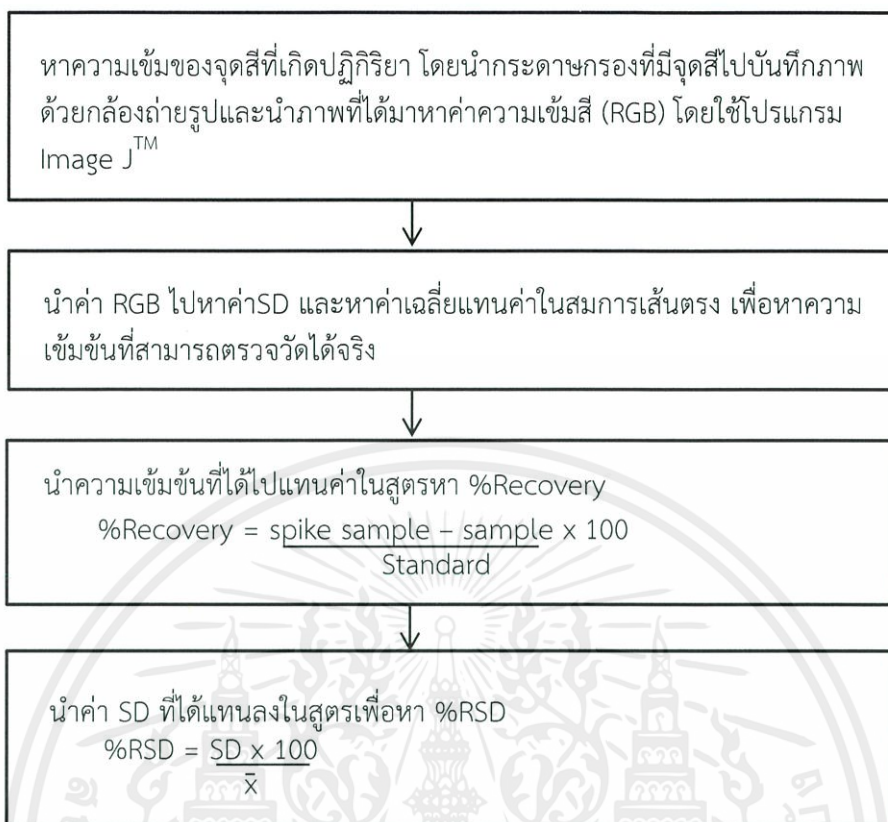 หาความเข้มของจุดสีที่เกิดปฏิกิริยา โดยนำกระดาษกรองที่มีจุดสีไปบันทึกภาพ
ด้วยกล้องถ่ายรูปและนำภาพที่ได้มาหาค่าความเข้มสี (RGB) โดยใช้โปรแกรม
Image J™
นำค่า RGB ไปหาค่าSD และหาค่าเฉลี่ยแทนค่าในสมการเส้นตรง เพื่อหาความ
เข้มข้นที่สามารถตรวจวัดได้จริง
นำความเข้มข้นที่ได้ไปแทนค่าในสูตรหา %Recovery
%Recovery = spike sample – sample x 100
Standard
นำค่า SD ที่ได้แทนลงในสูตรเพื่อหา %RSD
%RSD = SD x 100
x̄